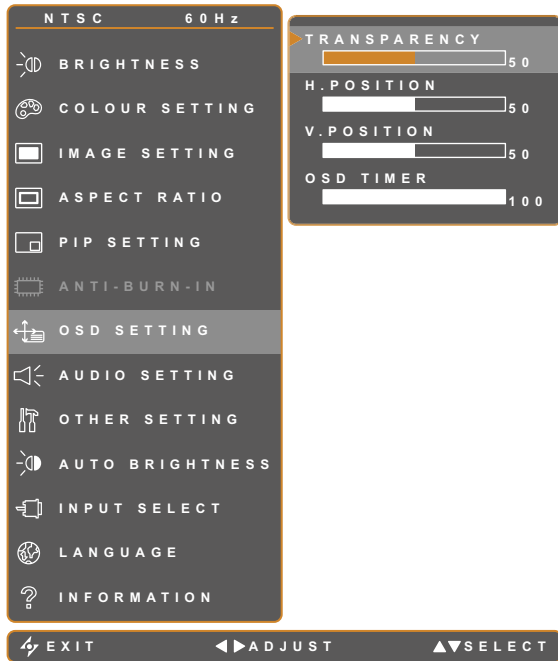 NTSC 60Hz
BRIGHTNESS
COLOUR SETTING
IMAGE SETTING
ASPECT RATIO
PIP SETTING
ANTI-BURN-IN
OSD SETTING
AUDIO SETTING
OTHER SETTING
AUTO BRIGHTNESS
INPUT SELECT
LANGUAGE
INFORMATION
TRANSPARENCY
50
H.POSITION
50
V.POSITION
50
OSD TIMER
100
EXIT ADJUST SELECT